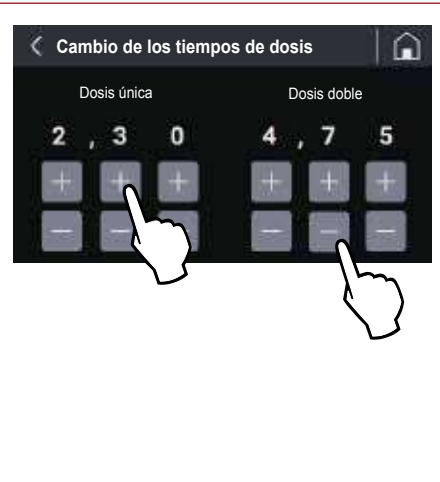 Cambio de los tiempos de dosis
Dosis única Dosis doble
2 , 3 0 4 , 7 5
+ + + + + +
− − − − −